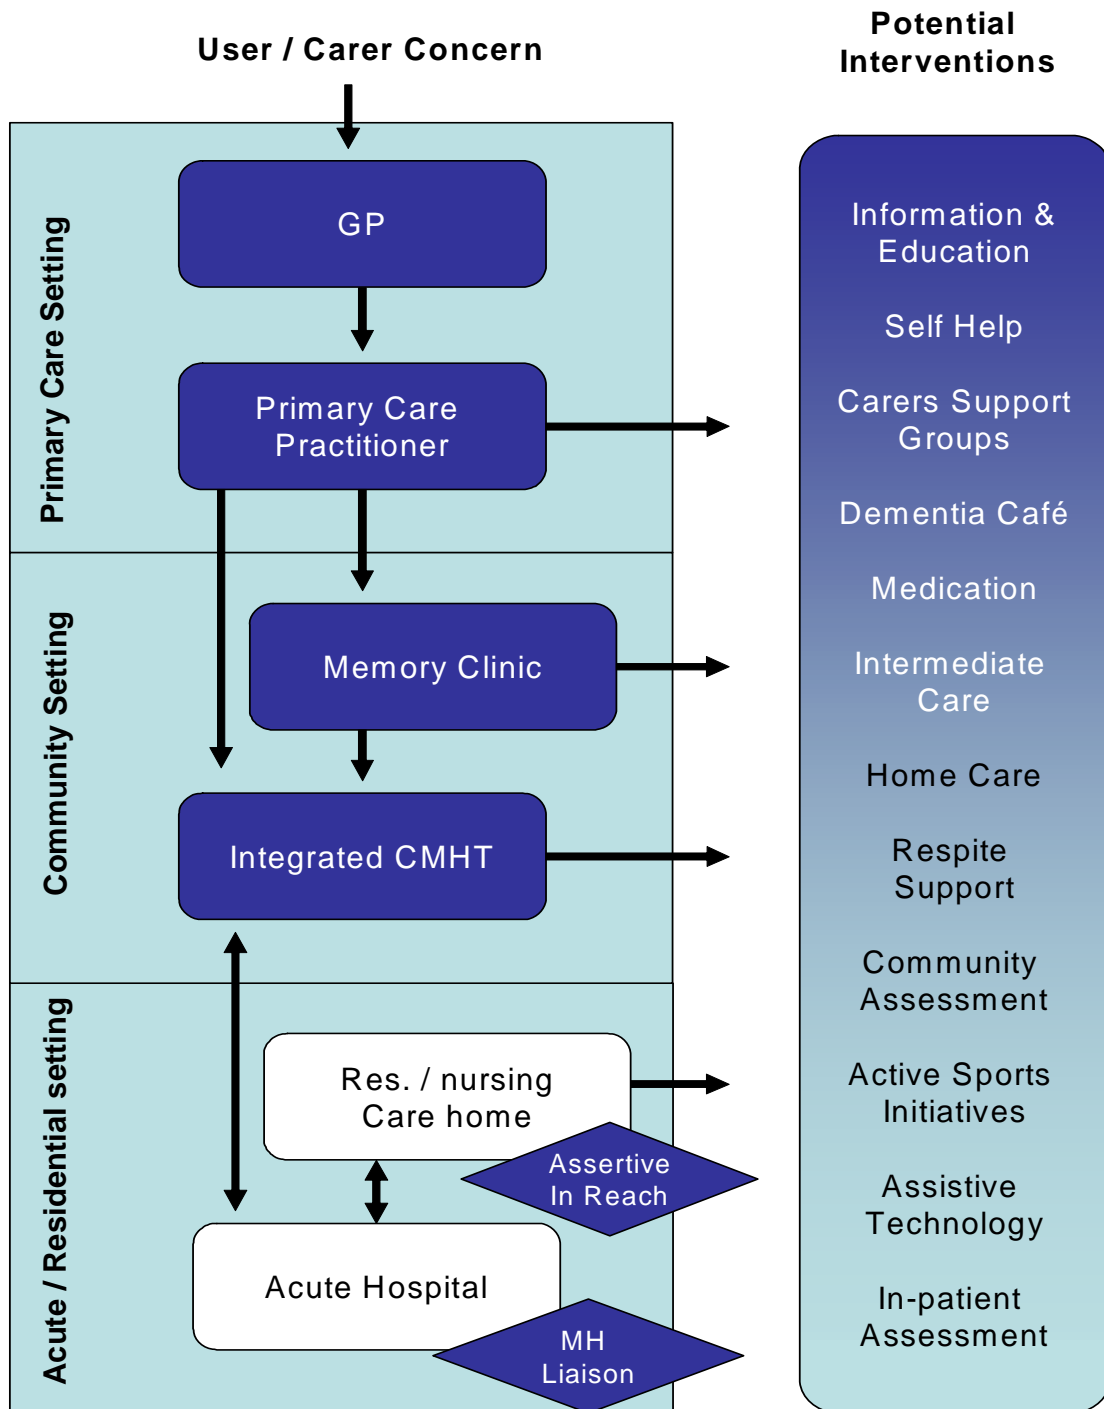 User / Carer Concern
Potential
Interventions
Primary Care Setting
GP
Primary Care
Practitioner
Community Setting
Memory Clinic
Integrated CMHT
Acute / Residential setting
Res. / nursing
Care home
Assertive
In Reach
Acute Hospital
MH
Liaison
Information &
Education
Self Help
Carers Support
Groups
Dementia Café
Medication
Intermediate
Care
Home Care
Respite
Support
Community
Assessment
Active Sports
Initiatives
Assistive
Technology
In-patient
Assessment